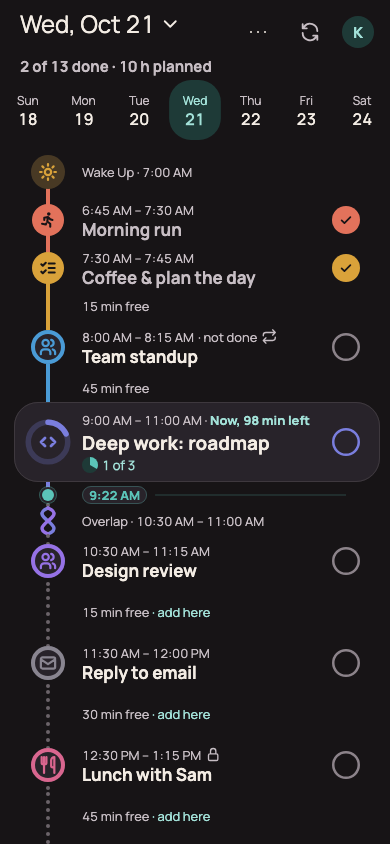 Wed, Oct 21
...
K
2 of 13 done · 10 h planned
Sun Mon Tue Wed Thu Fri Sat
18 19 20 21 22 23 24
Wake Up · 7:00 AM
6:45 AM – 7:30 AM
Morning run
7:30 AM – 7:45 AM
Coffee & plan the day
15 min free
8:00 AM – 8:15 AM · not done
Team standup
45 min free
9:00 AM – 11:00 AM · Now, 98 min left
Deep work: roadmap
1 of 3
9:22 AM
Overlap · 10:30 AM – 11:00 AM
10:30 AM – 11:15 AM
Design review
15 min free · add here
11:30 AM – 12:00 PM
Reply to email
30 min free · add here
12:30 PM – 1:15 PM
Lunch with Sam
45 min free · add here